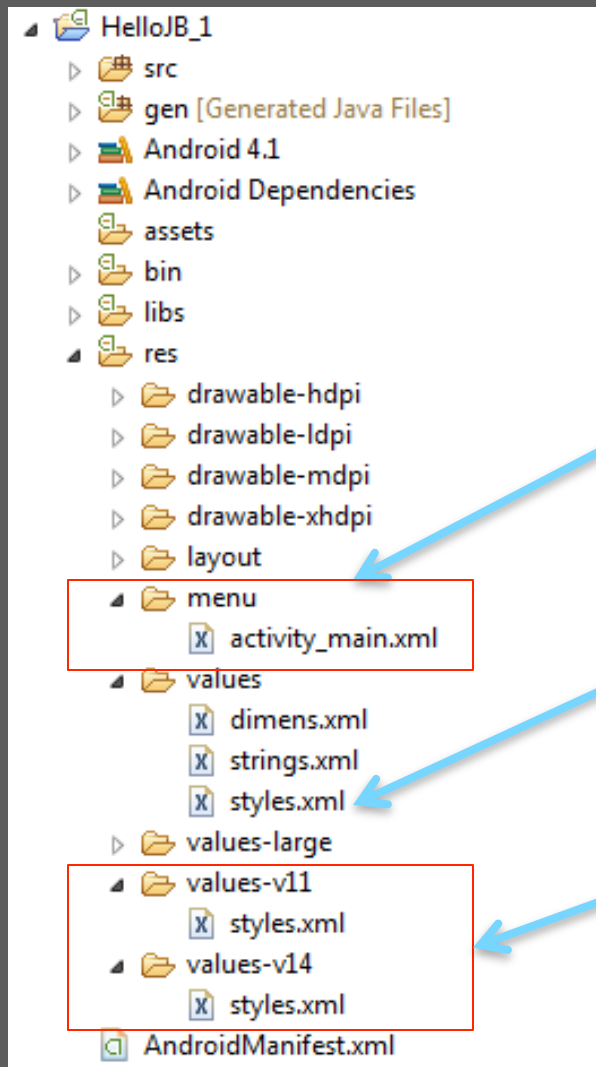 HelloJB_1
src
gen [Generated Java Files]
Android 4.1
Android Dependencies
assets
bin
libs
res
drawable-hdpi
drawable-ldpi
drawable-mdpi
drawable-xhdpi
layout
menu
activity_main.xml
values
dimens.xml
strings.xml
styles.xml
values-large
values-v11
styles.xml
values-v14
styles.xml
AndroidManifest.xml